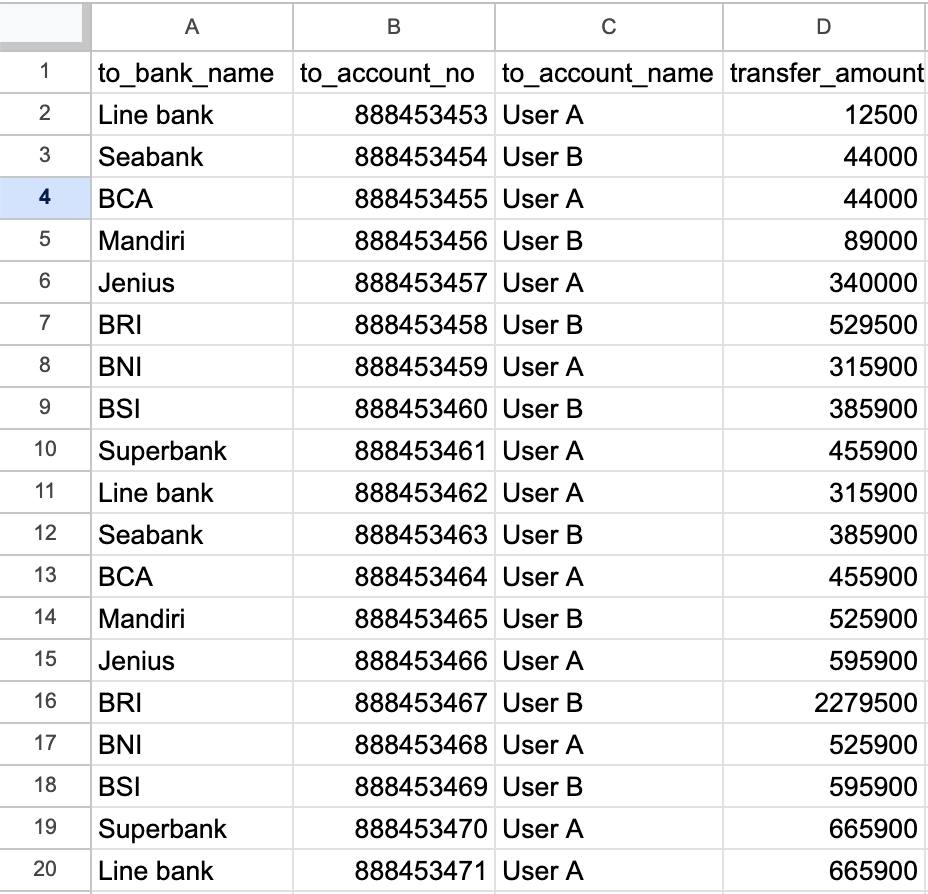 A B C D
1 to_bank_name to_account_no to_account_name transfer_amount
2 Line bank 888453453 User A 12500
3 Seabank 888453454 User B 44000
4 BCA 888453455 User A 44000
5 Mandiri 888453456 User B 89000
6 Jenius 888453457 User A 340000
7 BRI 888453458 User B 529500
8 BNI 888453459 User A 315900
9 BSI 888453460 User B 385900
10 Superbank 888453461 User A 455900
11 Line bank 888453462 User A 315900
12 Seabank 888453463 User B 385900
13 BCA 888453464 User A 455900
14 Mandiri 888453465 User B 525900
15 Jenius 888453466 User A 595900
16 BRI 888453467 User B 2279500
17 BNI 888453468 User A 525900
18 BSI 888453469 User B 595900
19 Superbank 888453470 User A 665900
20 Line bank 888453471 User A 665900